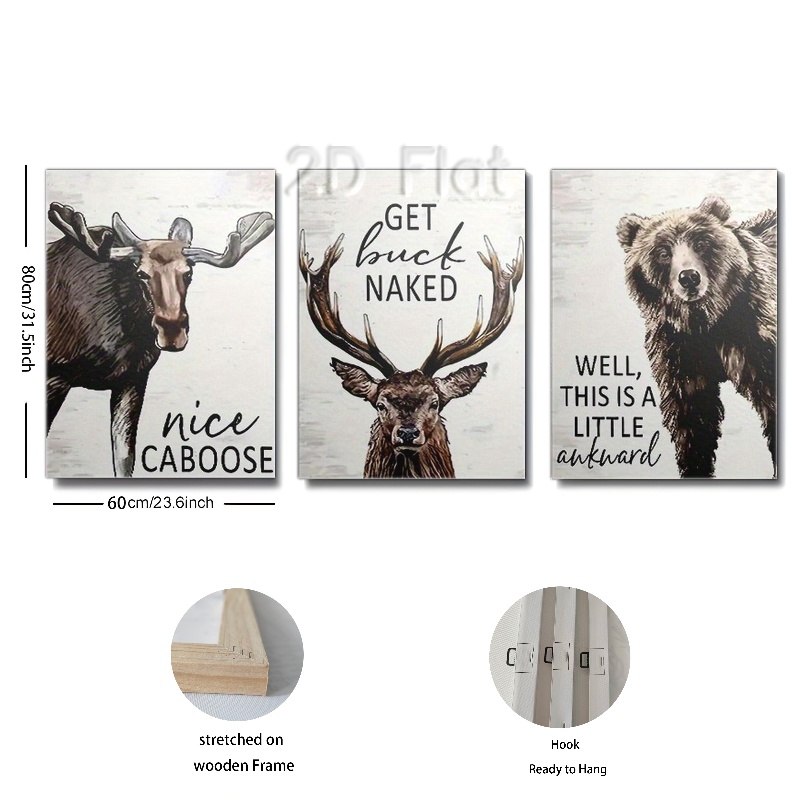 2D Flat
80cm/31.5inch
nice
CABOOSE
GET
buck
NAKED
WELL,
THIS IS A
LITTLE
awkward
60cm/23.6inch
stretched on
wooden Frame
Hook
Ready to Hang